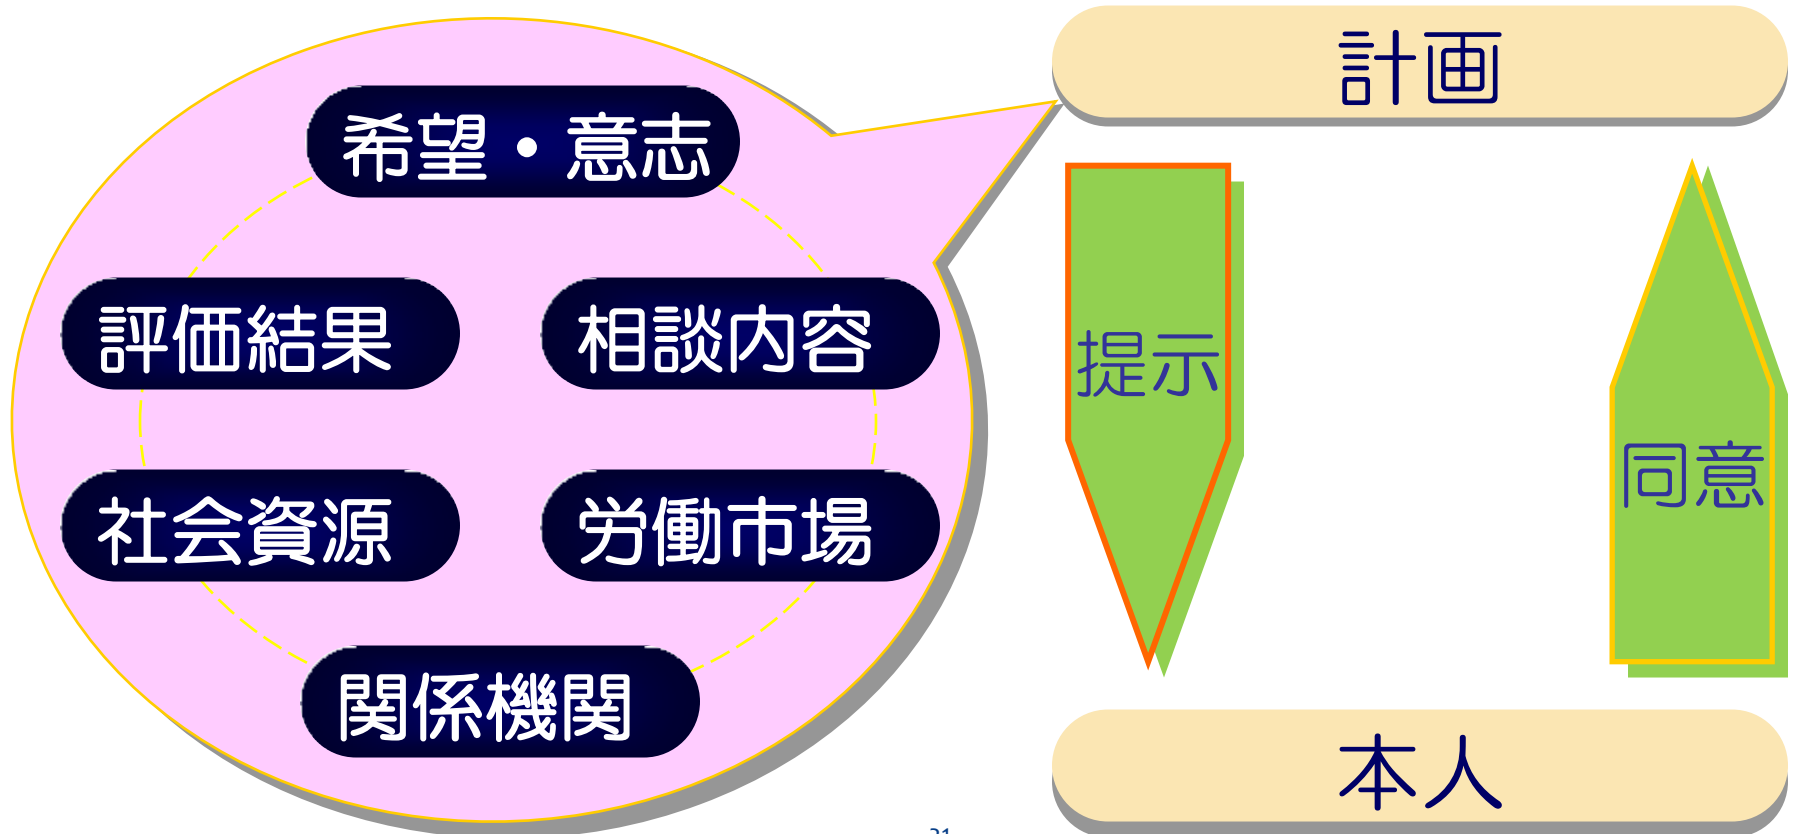 計画
希望・意志
評価結果
相談内容
提示
同意
社会資源
労働市場
関係機関
本人
21